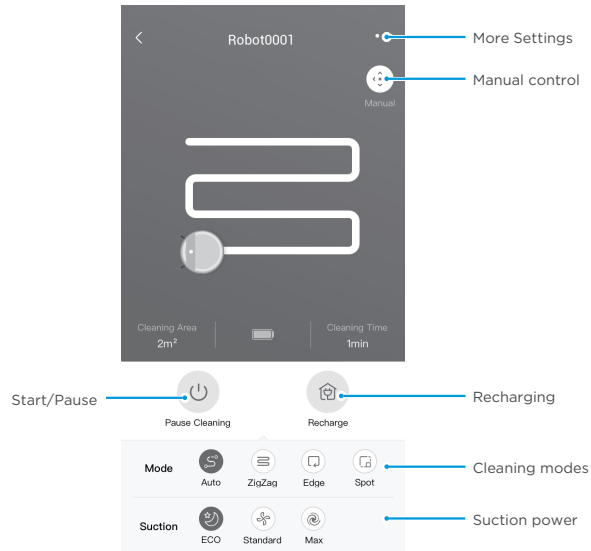 Robot0001
More Settings
Manual control
Manual
Cleaning Area
Cleaning Time
2m²
1min
Start/Pause
Recharging
Pause Cleaning
Recharge
Mode
Auto
ZigZag
Edge
Spot
Cleaning modes
Suction
ECO
Standard
Max
Suction power